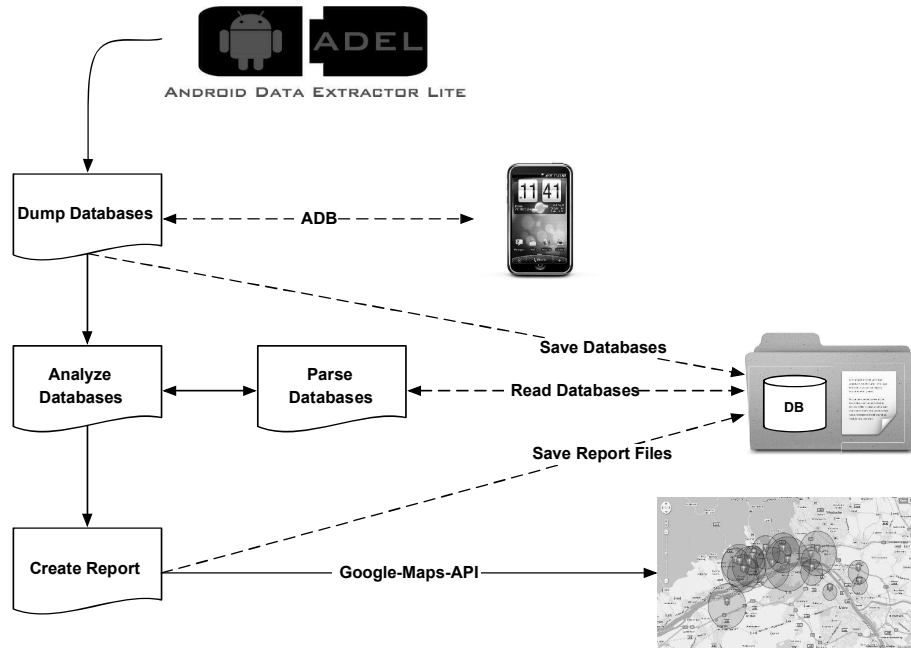 ADEL
ANDROID DATA EXTRACTOR LITE
Dump Databases
ADB
11 41
Save Databases
Analyze
Databases
Parse
Databases
Read Databases
DB
Save Report Files
Create Report
Google-Maps-API